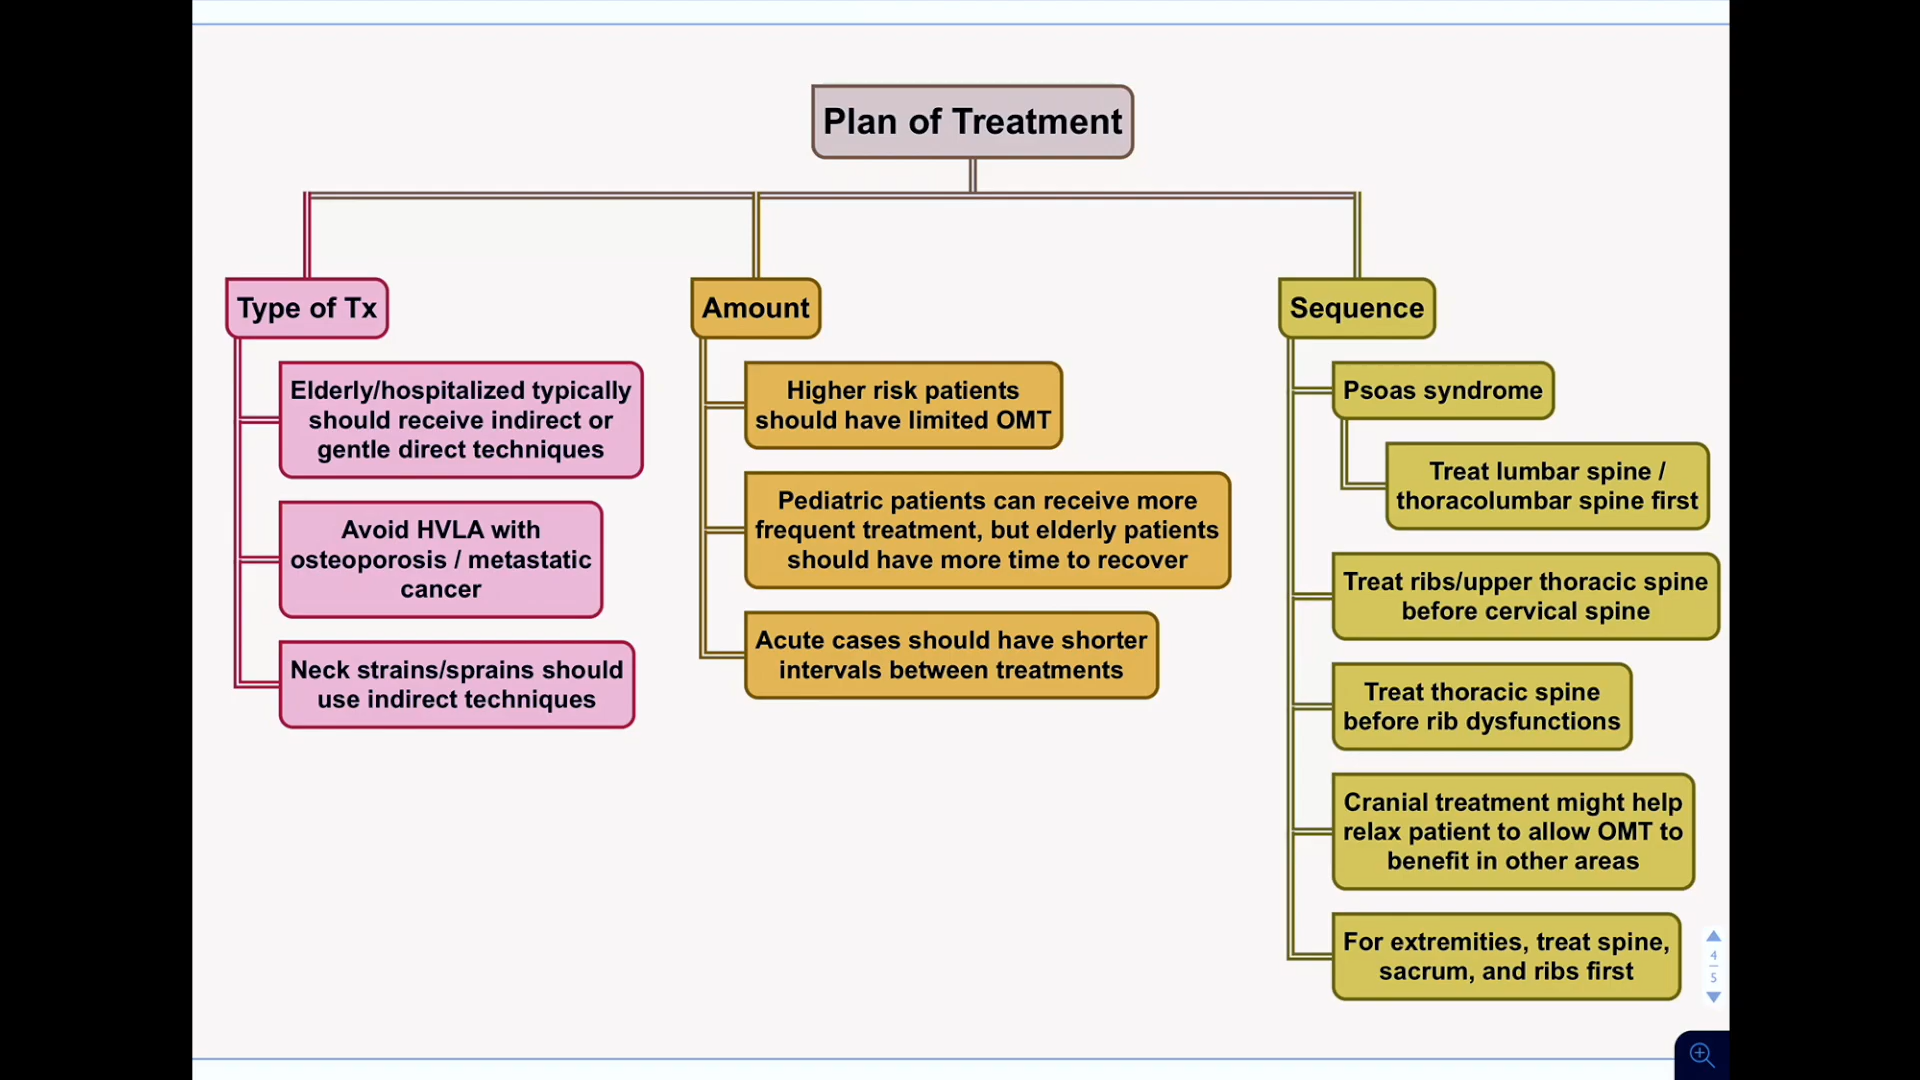 Plan of Treatment
Type of Tx
Elderly/hospitalized typically
should receive indirect or
gentle direct techniques
Avoid HVLA with
osteoporosis / metastatic
cancer
Neck strains/sprains should
use indirect techniques
Amount
Higher risk patients
should have limited OMT
Pediatric patients can receive more
frequent treatment, but elderly patients
should have more time to recover
Acute cases should have shorter
intervals between treatments
Sequence
Psoas syndrome
Treat lumbar spine /
thoracolumbar spine first
Treat ribs/upper thoracic spine
before cervical spine
Treat thoracic spine
before rib dysfunctions
Cranial treatment might help
relax patient to allow OMT to
benefit in other areas
For extremities, treat spine,
sacrum, and ribs first
4
5